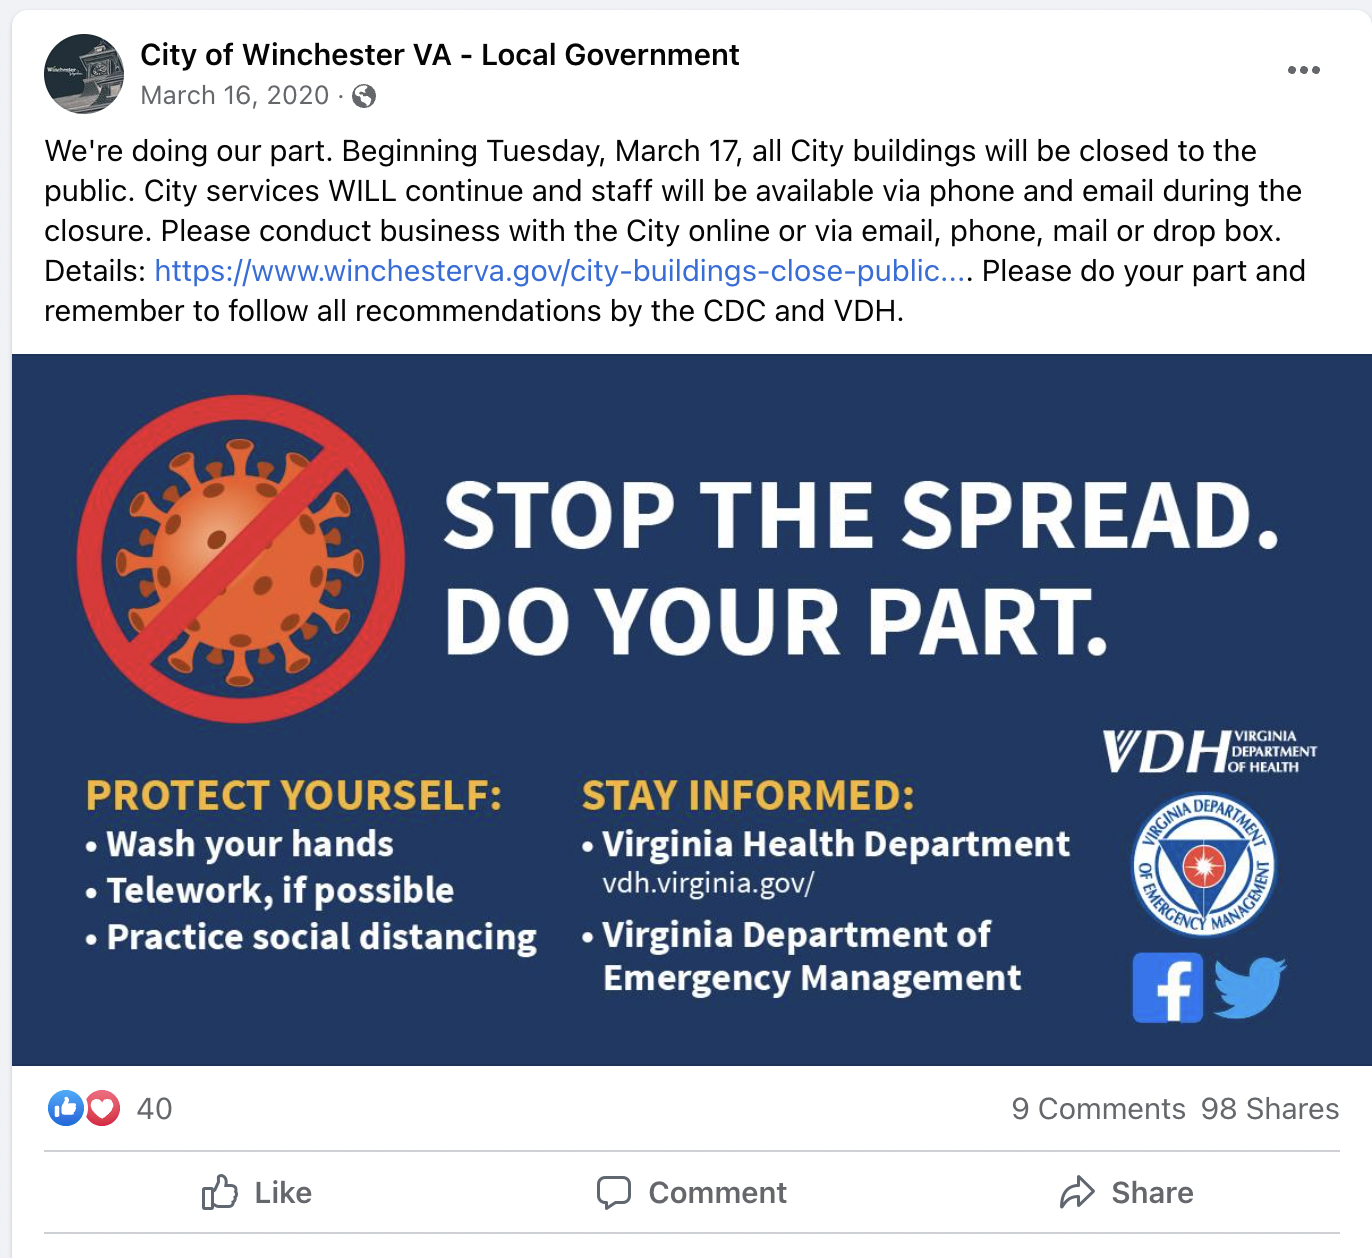 City of Winchester VA - Local Government
March 16, 2020 ·
We're doing our part. Beginning Tuesday, March 17, all City buildings will be closed to the
public. City services WILL continue and staff will be available via phone and email during the
closure. Please conduct business with the City online or via email, phone, mail or drop box.
Details: https://www.winchesterva.gov/city-buildings-close-public.... Please do your part and
remember to follow all recommendations by the CDC and VDH.
STOP THE SPREAD.
DO YOUR PART.
VDH VIRGINIA
DEPARTMENT
OF HEALTH
PROTECT YOURSELF:
• Wash your hands
• Telework, if possible
• Practice social distancing
STAY INFORMED:
• Virginia Health Department
vdh.virginia.gov/
• Virginia Department of
Emergency Management
VIRGINIA DEPARTMENT
OF EMERGENCY MANAGEMENT
40
9 Comments 98 Shares
Like
Comment
Share